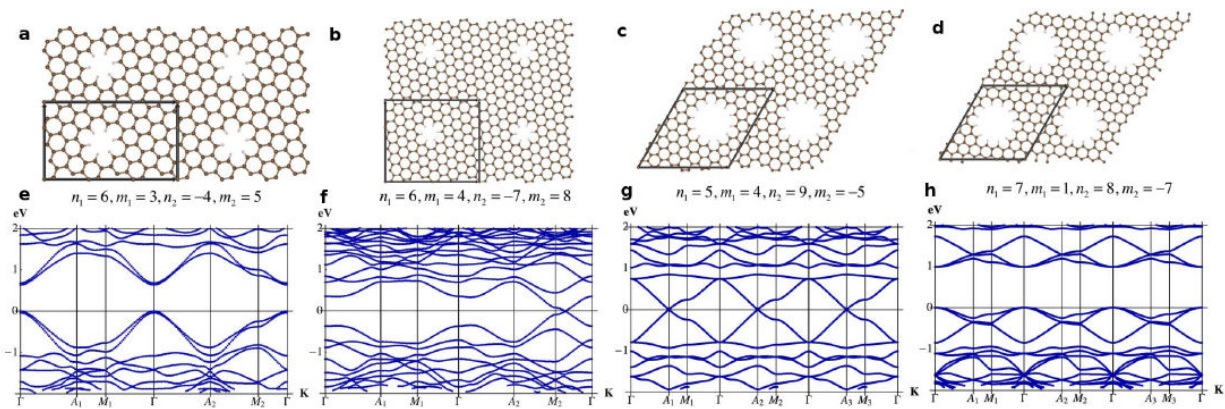 a
b
c
d
n₁ = 6, m₁ = 3, n₂ = −4, m₂ = 5
n₁ = 6, m₁ = 4, n₂ = −7, m₂ = 8
n₁ = 5, m₁ = 4, n₂ = 9, m₂ = −5
n₁ = 7, m₁ = 1, n₂ = 8, m₂ = −7
e
eV
2
1
0
−1
Γ A₁ M₁ Γ A₂ M₂ Γ
K
f
eV
2
1
0
−1
Γ A₁ M₁ Γ A₂ M₂ Γ
K
g
eV
2
1
0
−1
Γ A₁ M₁ Γ A₂ M₂ Γ A₃ M₃ Γ
K
h
eV
2
1
0
−1
Γ A₁ M₁ Γ A₂ M₂ Γ A₃ M₃ Γ
K